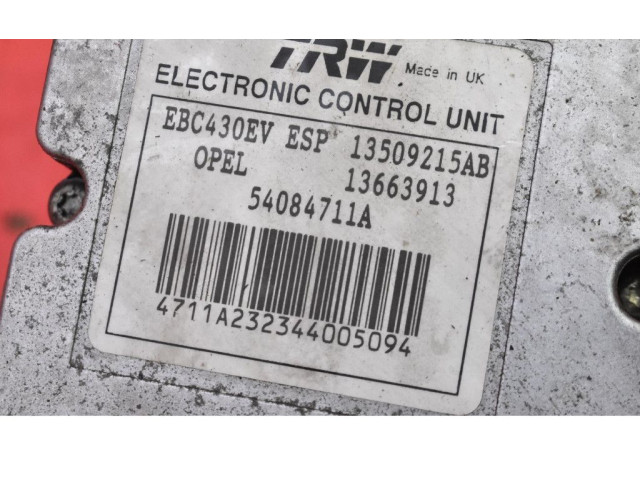 TRW Made in UK
ELECTRONIC CONTROL UNIT
EBC430EV ESP 13509215AB
OPEL 13663913
54084711A
4711A232344005094